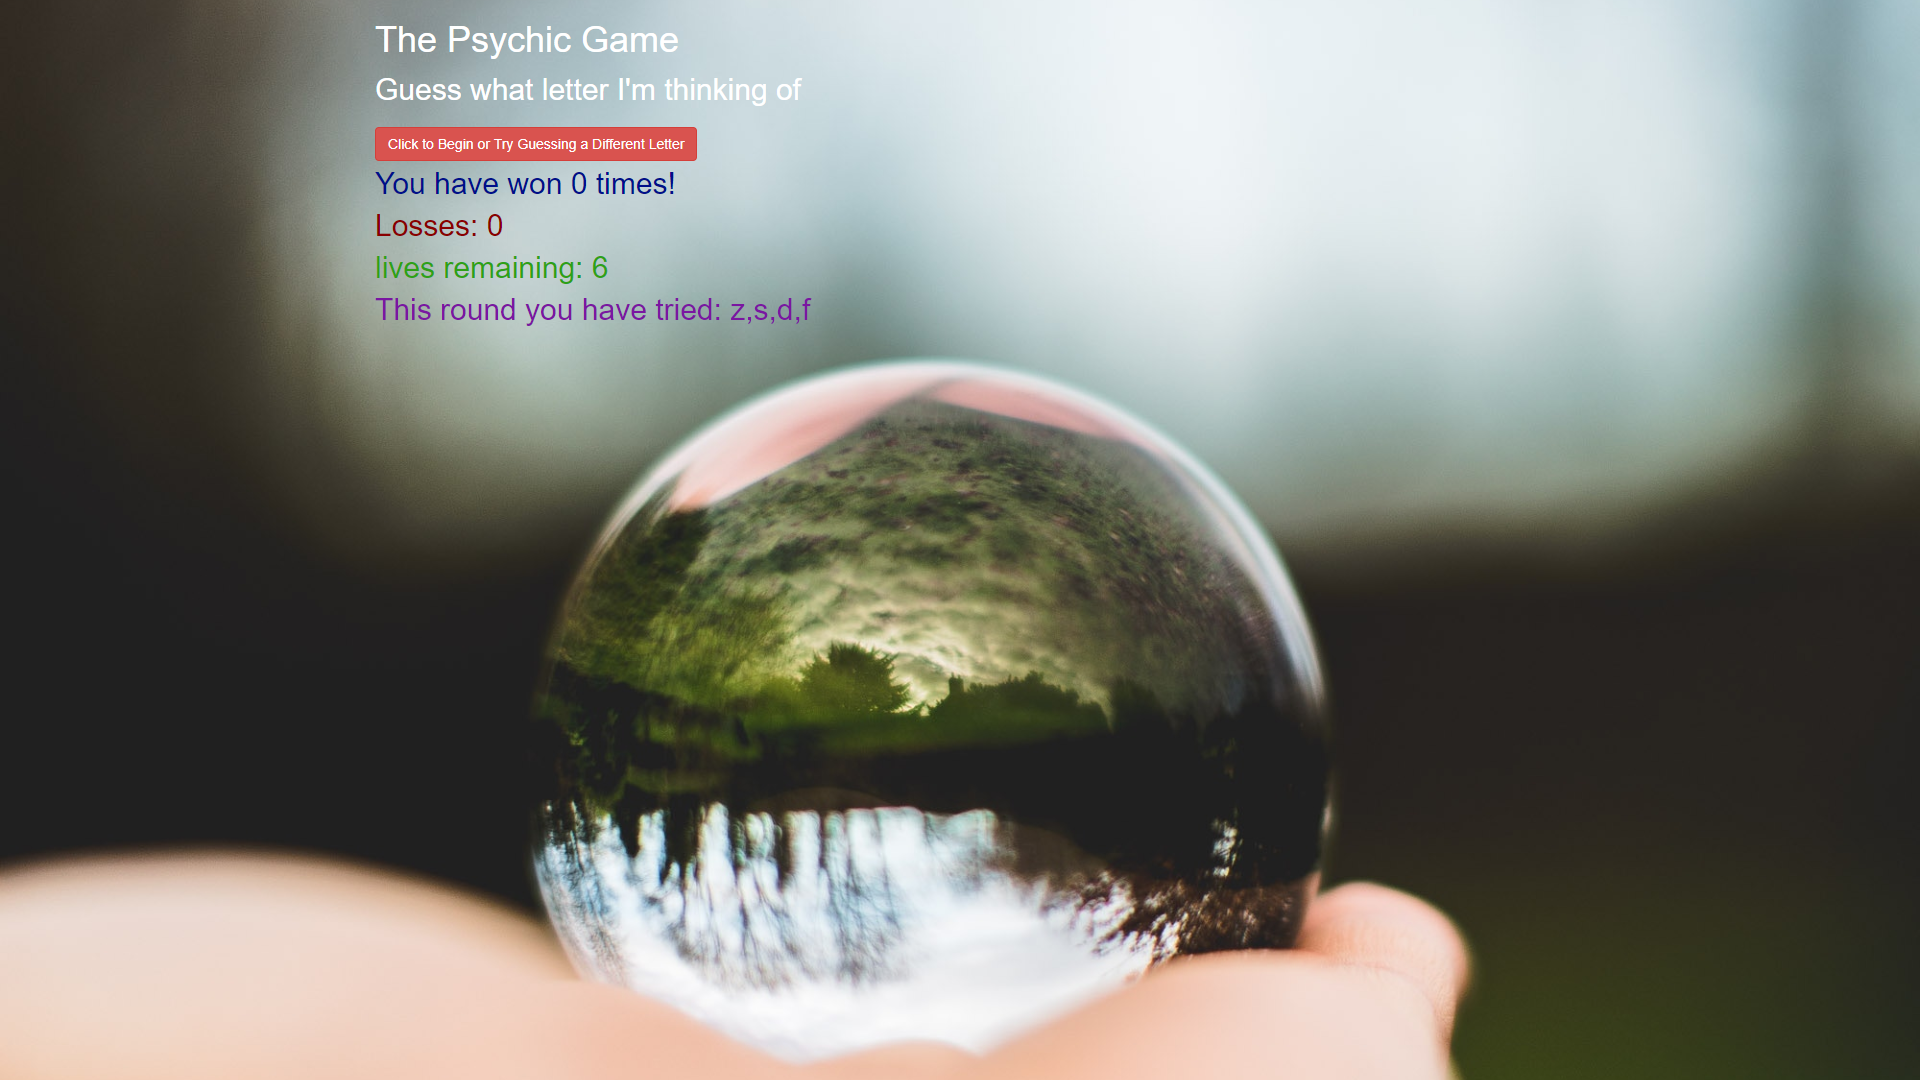 The Psychic Game
Guess what letter I'm thinking of
Click to Begin or Try Guessing a Different Letter
You have won 0 times!
Losses: 0
lives remaining: 6
This round you have tried: z,s,d,f